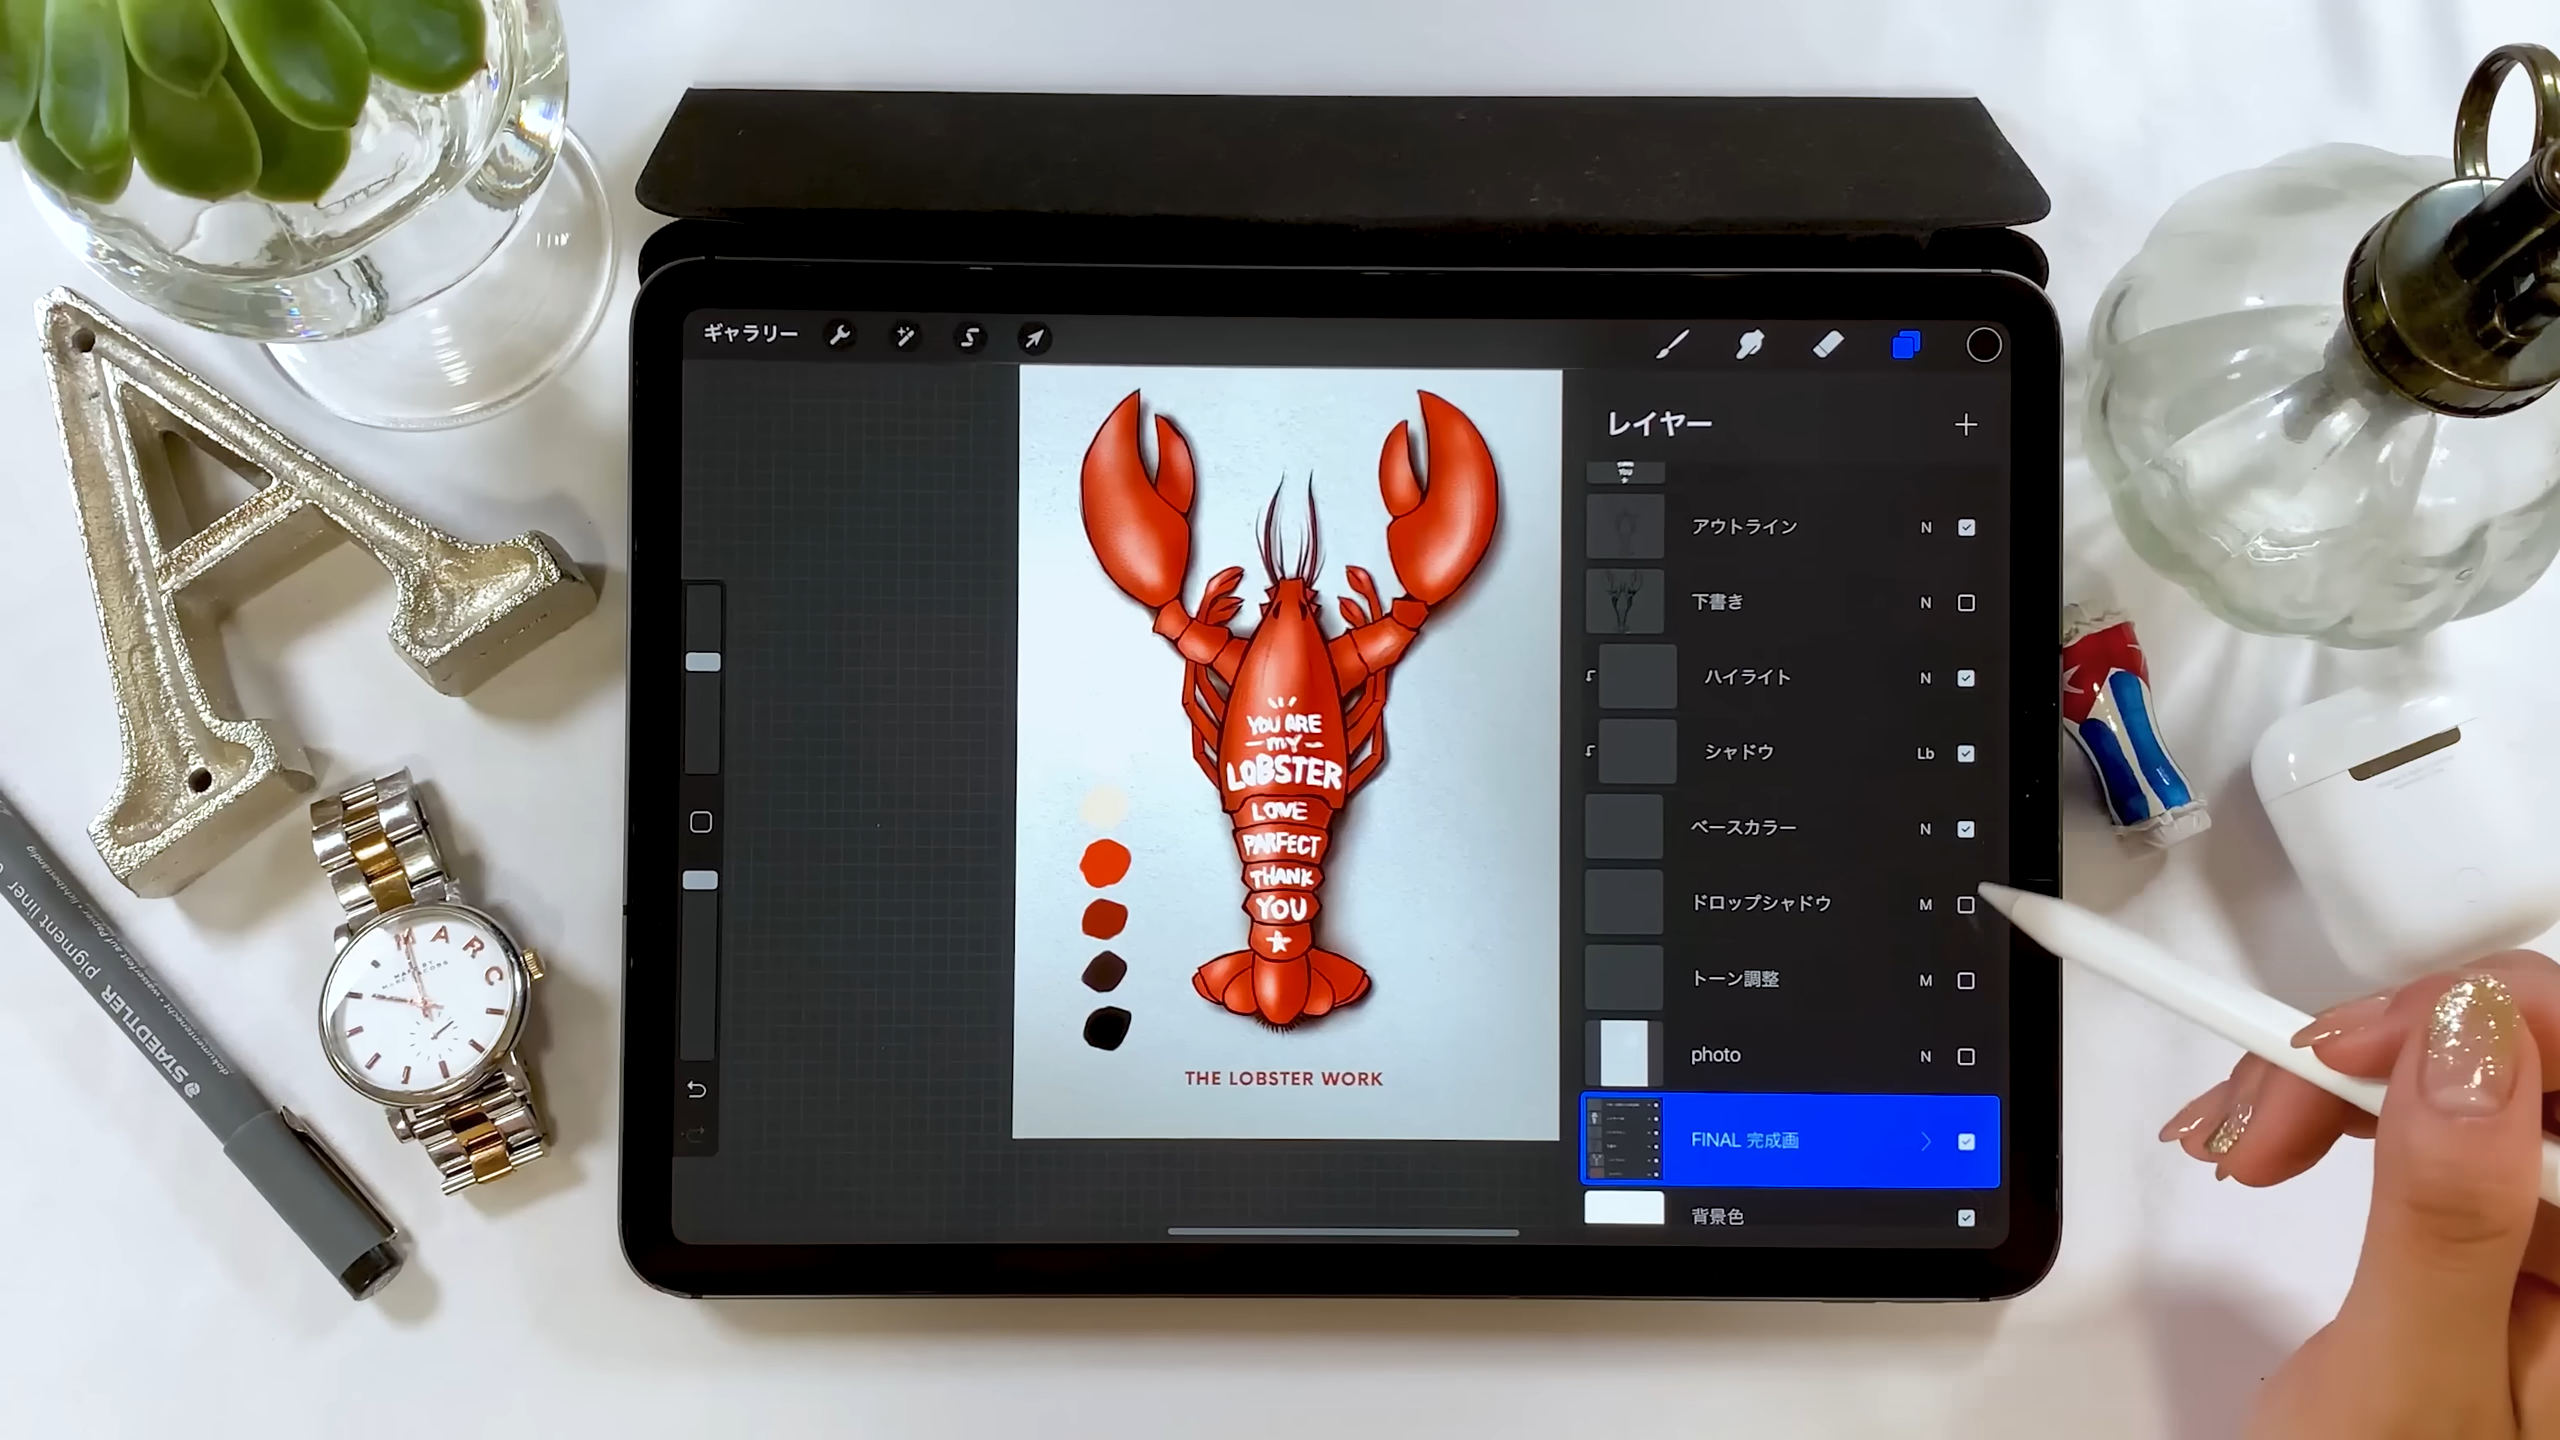 ギャラリー
レイヤー
YOU
アウトライン N
下書き N
ハイライト N
シャドウ Lb
ベースカラー N
ドロップシャドウ M
トーン調整 M
photo N
FINAL 完成画
背景色
YOU ARE
my
LOBSTER
LOVE
PARFECT
THANK
YOU
THE LOBSTER WORK
MARC
STAEDTLER
pigment liner